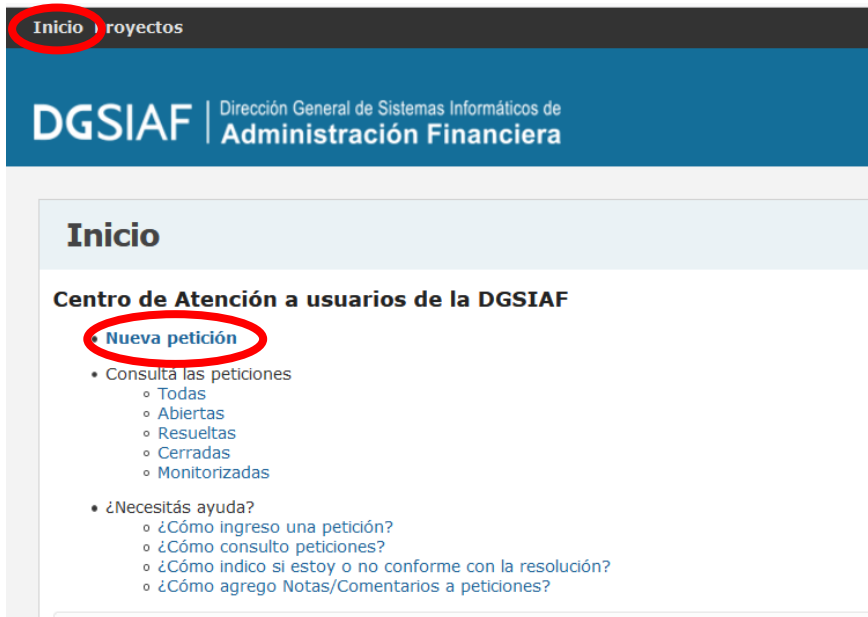 Inicio royectos
DGSIAF | Dirección General de Sistemas Informáticos de
Administración Financiera
Inicio
Centro de Atención a usuarios de la DGSIAF
• Nueva petición
• Consultá las peticiones
∘ Todas
∘ Abiertas
∘ Resueltas
∘ Cerradas
∘ Monitorizadas
• ¿Necesitás ayuda?
∘ ¿Cómo ingreso una petición?
∘ ¿Cómo consulto peticiones?
∘ ¿Cómo indico si estoy o no conforme con la resolución?
∘ ¿Cómo agrego Notas/Comentarios a peticiones?